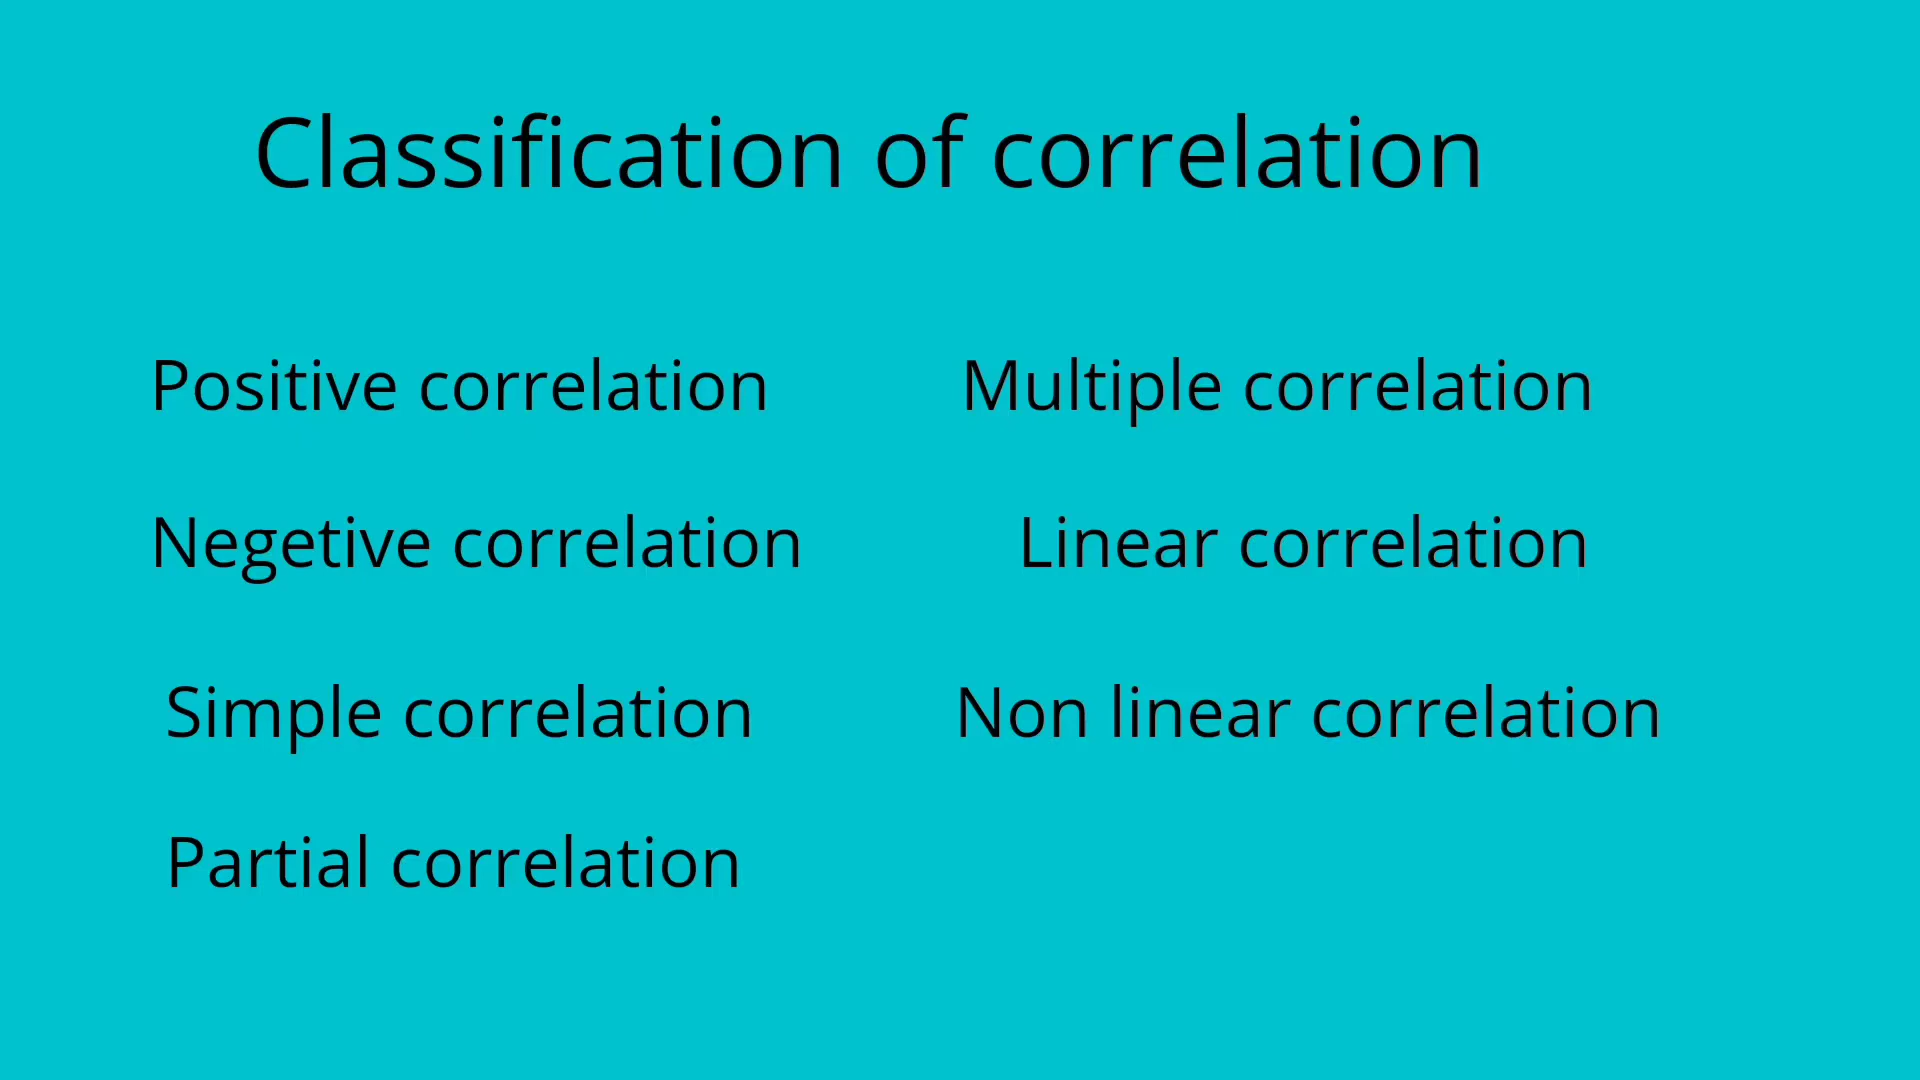 Classification of correlation
Positive correlation
Negetive correlation
Simple correlation
Partial correlation
Multiple correlation
Linear correlation
Non linear correlation